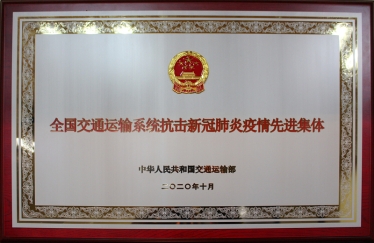 全国交通运输系统抗击新冠肺炎疫情先进集体
中华人民共和国交通运输部
二〇二〇年十月